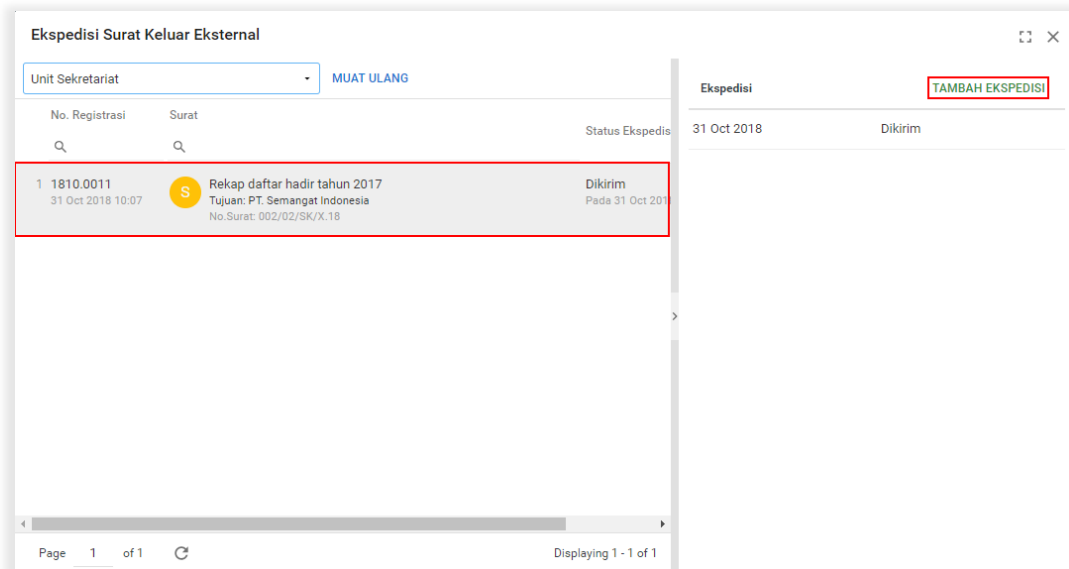 Ekspedisi Surat Keluar Eksternal
Unit Sekretariat
MUAT ULANG
No. Registrasi
Surat
Status Ekspedis
1
1810.0011
31 Oct 2018 10:07
S
Rekap daftar hadir tahun 2017
Tujuan: PT. Semangat Indonesia
No.Surat: 002/02/SK/X.18
Dikirim
Pada 31 Oct 201
Page 1 of 1
Displaying 1 - 1 of 1
Ekspedisi
TAMBAH EKSPEDISI
31 Oct 2018
Dikirim